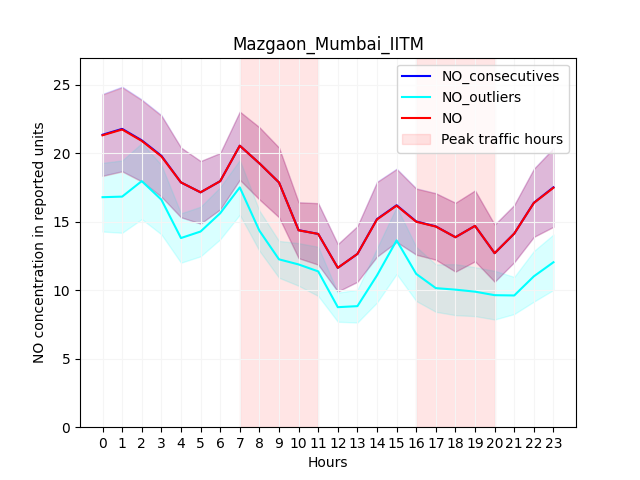 Mazgaon_Mumbai_IITM
NO_consecutives
NO_outliers
NO
Peak traffic hours
NO concentration in reported units
25
20
15
10
5
0
0 1 2 3 4 5 6 7 8 9 10 11 12 13 14 15 16 17 18 19 20 21 22 23
Hours